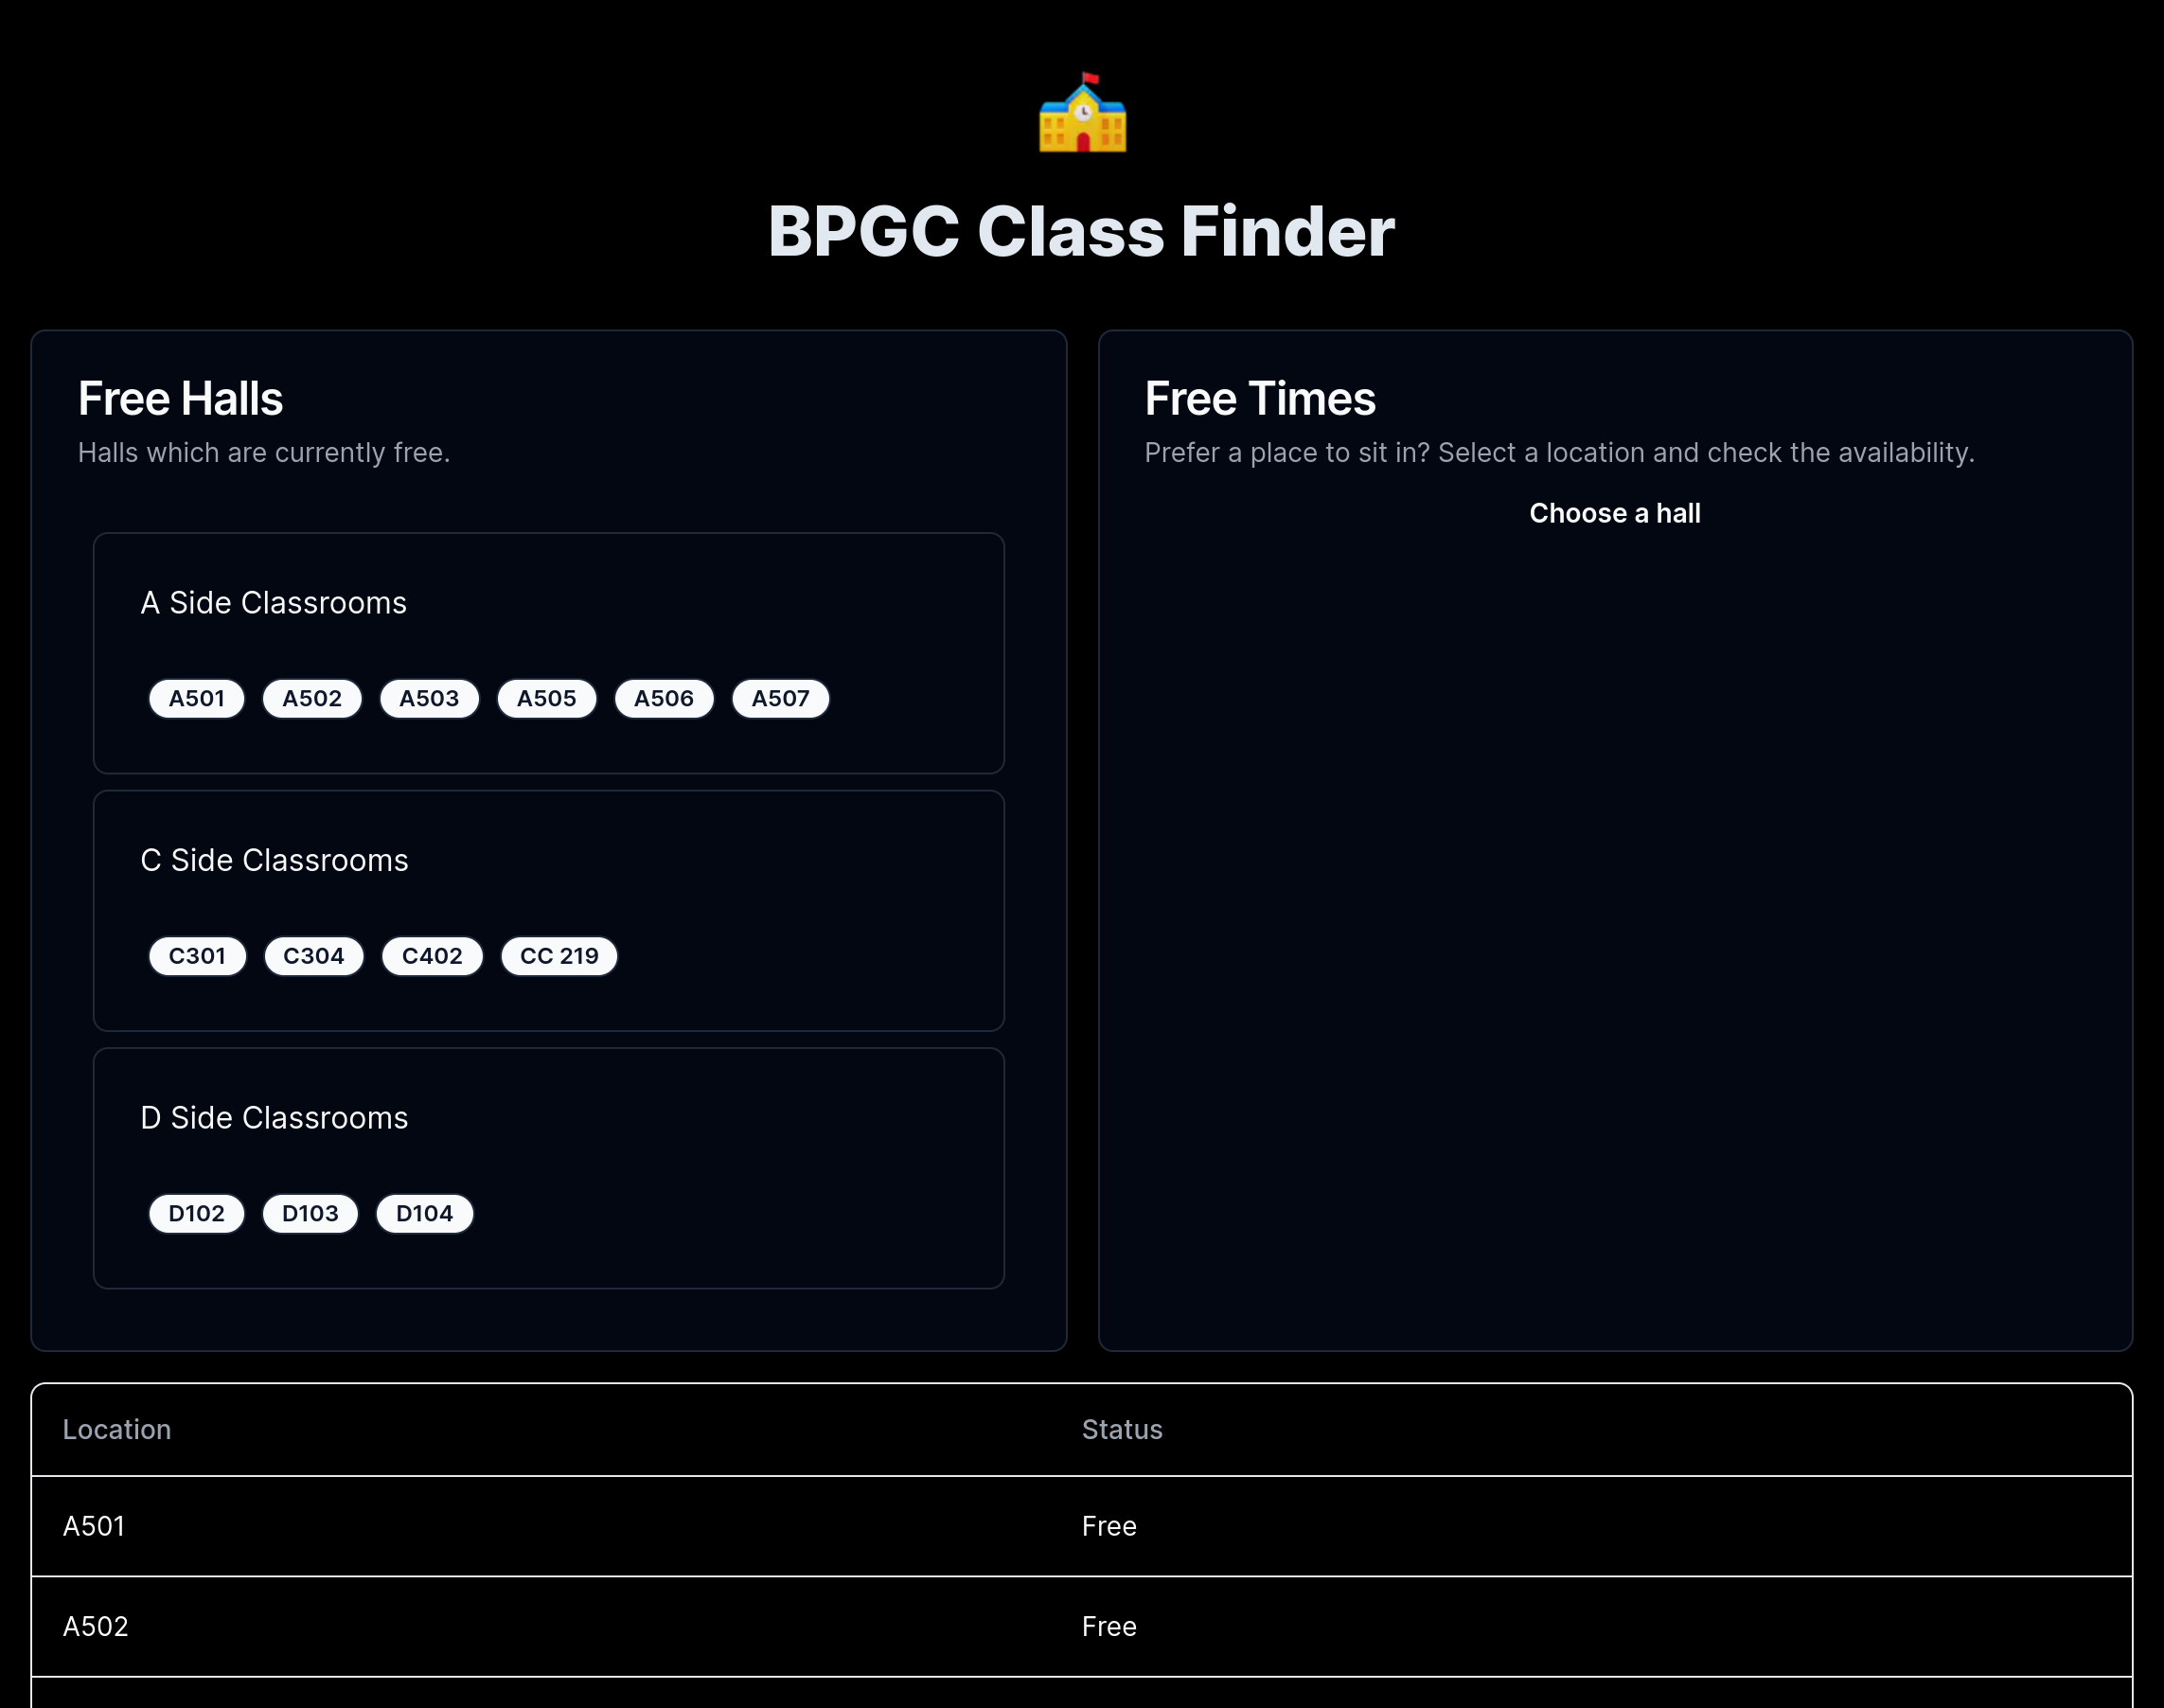 BPGC Class Finder
Free Halls
Halls which are currently free.
A Side Classrooms
A501 A502 A503 A505 A506 A507
C Side Classrooms
C301 C304 C402 CC 219
D Side Classrooms
D102 D103 D104
Free Times
Prefer a place to sit in? Select a location and check the availability.
Choose a hall
Location Status
A501 Free
A502 Free